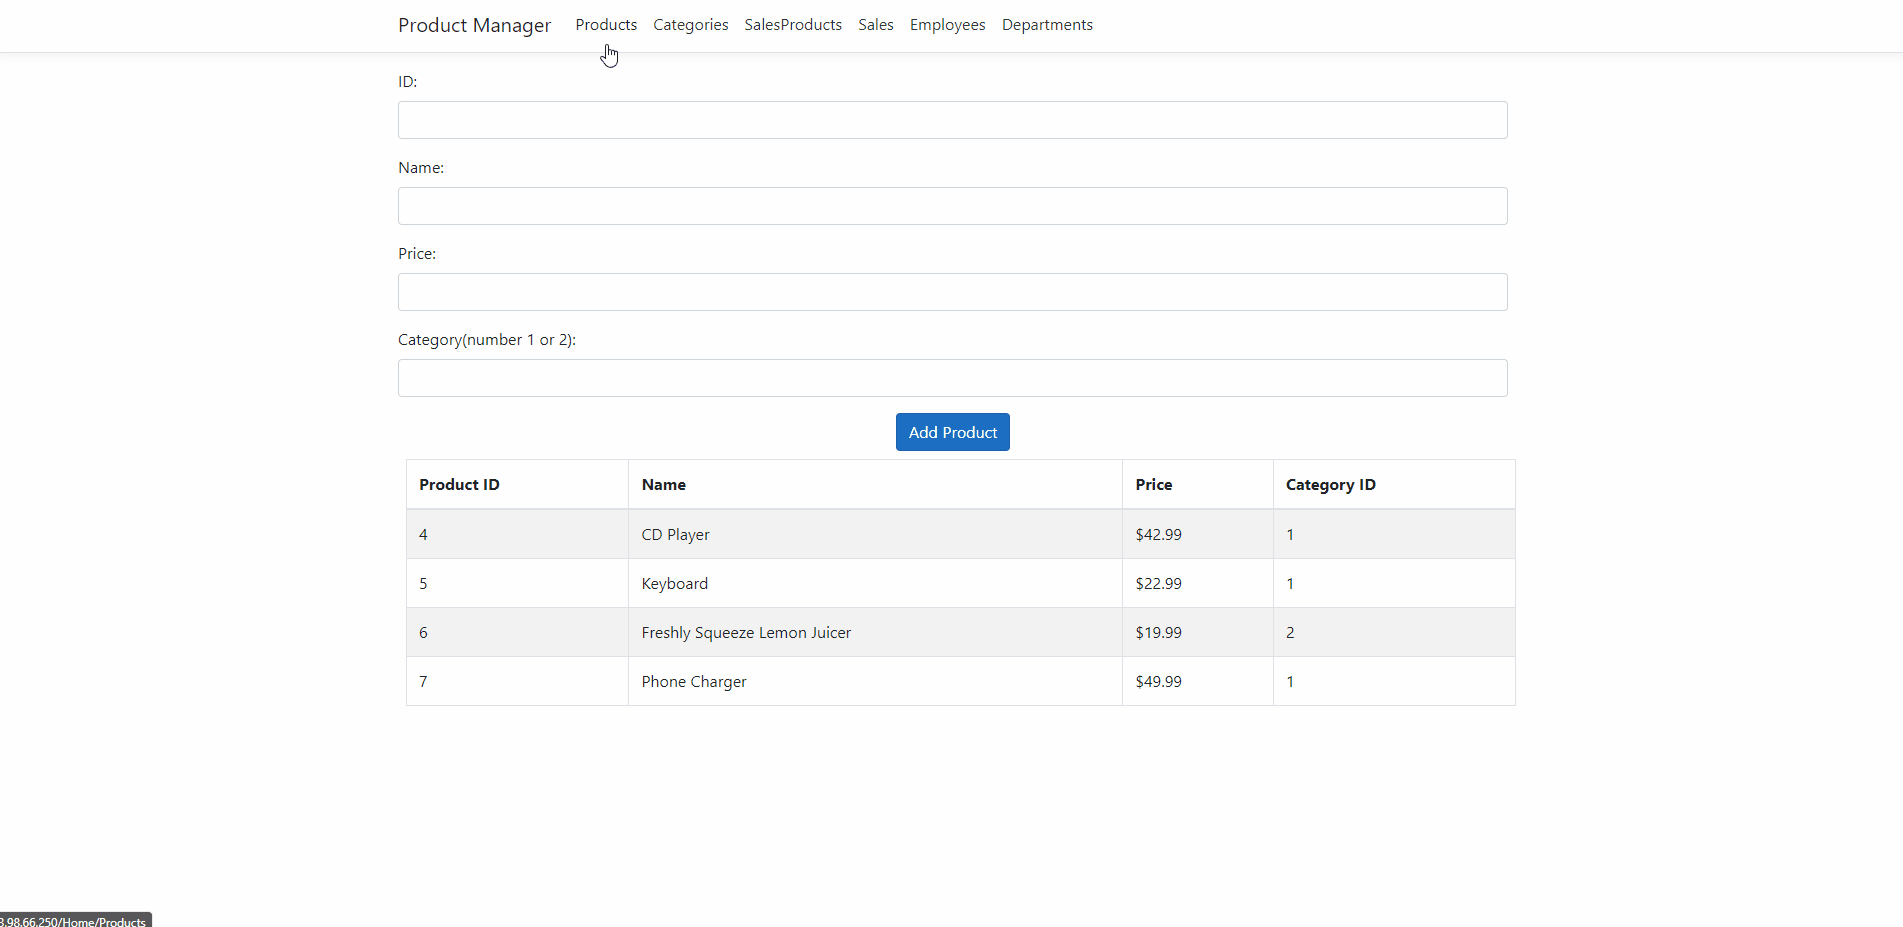 Product Manager Products Categories SalesProducts Sales Employees Departments
ID:
Name:
Price:
Category(number 1 or 2):
Add Product
Product ID Name Price Category ID
4 CD Player $42.99 1
5 Keyboard $22.99 1
6 Freshly Squeeze Lemon Juicer $19.99 2
7 Phone Charger $49.99 1
3.98.66.250/Home/Products